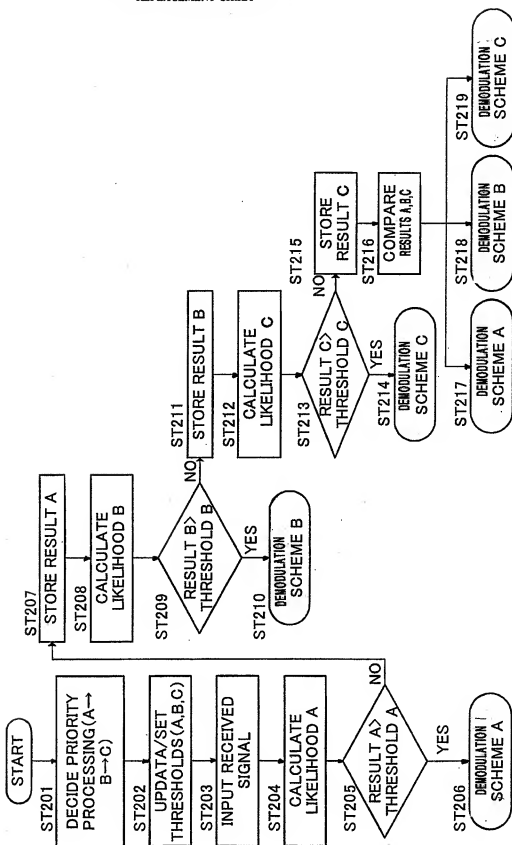 START
ST201
DECIDE PRIORITY
PROCESSING (A→
B→C)
ST202
UPDATA/SET
THRESHOLDS(A,B,C)
ST203
INPUT RECEIVED
SIGNAL
ST204
CALCULATE
LIKELIHOOD A
ST205
RESULT A>
THRESHOLD A
NO
YES
ST206
DEMODULATION
SCHEME A
ST207
STORE RESULT A
ST208
CALCULATE
LIKELIHOOD B
ST209
RESULT B>
THRESHOLD B
NO
YES
ST210
DEMODULATION
SCHEME B
ST211
STORE RESULT B
ST212
CALCULATE
LIKELIHOOD C
ST213
RESULT C>
THRESHOLD C
NO
YES
ST214
DEMODULATION
SCHEME C
ST215
STORE
RESULT C
ST216
COMPARE
RESULTS A,B,C
ST217
DEMODULATION
SCHEME A
ST218
DEMODULATION
SCHEME B
ST219
DEMODULATION
SCHEME C